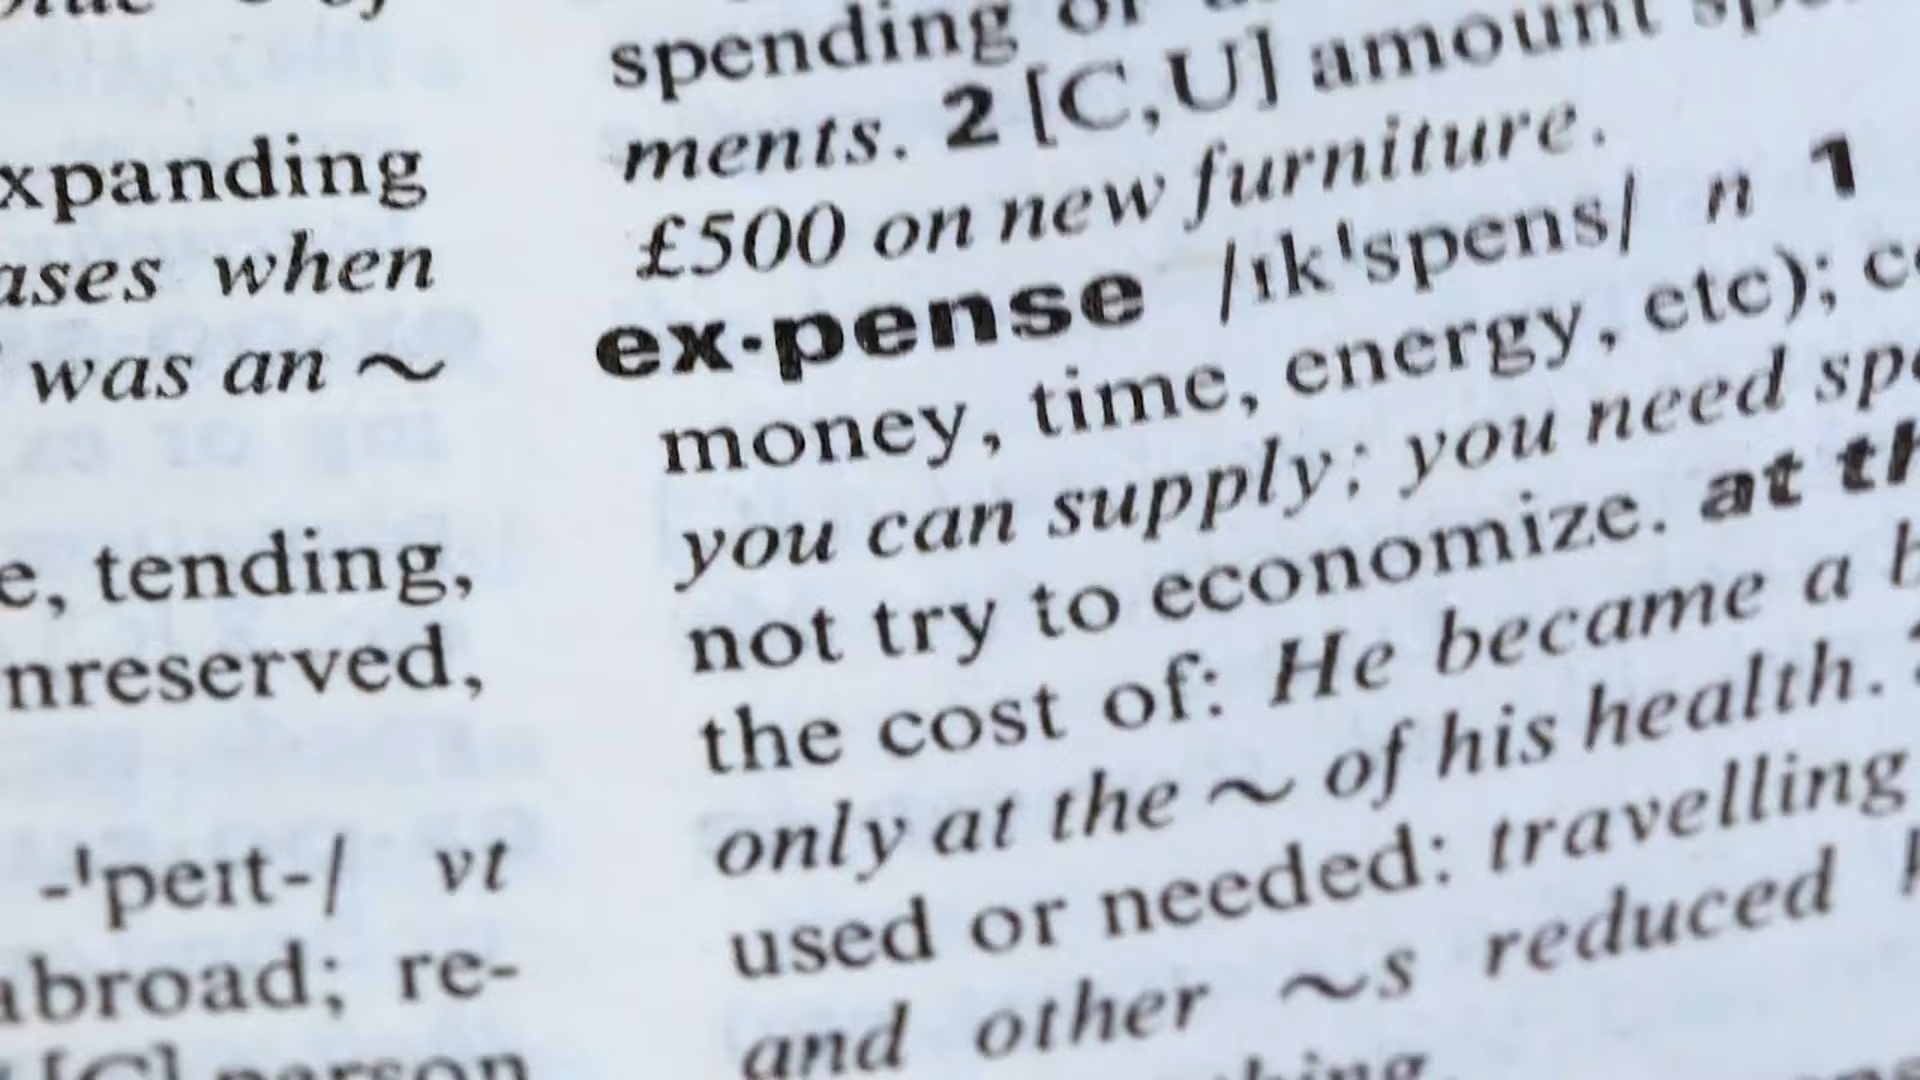 xpanding
ases when
was an ~
e, tending,
nreserved,
-ˈpeɪt-/ vt
abroad; re-
[C] person
spending or
ments. 2 [C,U] amount
£500 on new furniture.
ex·pense /ɪkˈspens/ n 1
money, time, energy, etc);
you can supply; you need
not try to economize. at
the cost of: He became a
only at the ~ of his health.
used or needed: travelling
and other ~s reduced